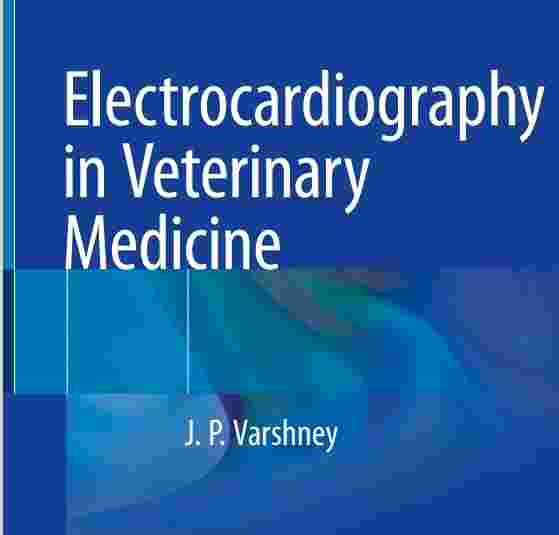 Electrocardiography
in Veterinary
Medicine
J. P. Varshney